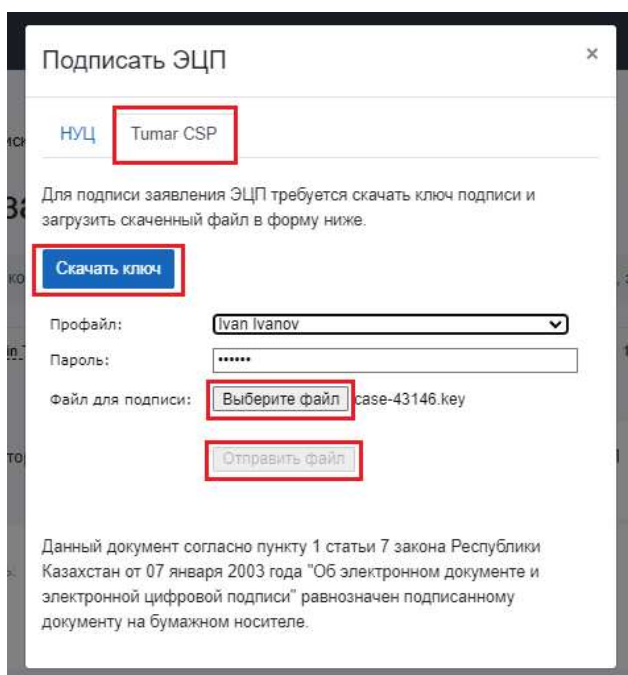 Подписать ЭЦП ×
НУЦ Tumar CSP
Для подписи заявления ЭЦП требуется скачать ключ подписи и
загрузить скаченный файл в форму ниже.
Скачать ключ
Профайл: Ivan Ivanov
Пароль: ••••••
Файл для подписи: Выберите файл case-43146.key
Отправить файл
Данный документ согласно пункту 1 статьи 7 закона Республики
Казахстан от 07 января 2003 года "Об электронном документе и
электронной цифровой подписи" равнозначен подписанному
документу на бумажном носителе.